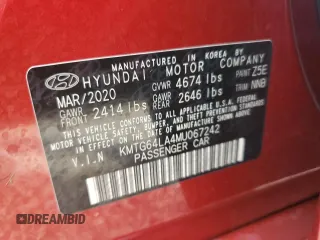 MANUFACTURED IN KOREA BY
HYUNDAI MOTOR COMPANY
MAR/2020 GVWR 4674 lbs PAINT Z5E
GAWR FRONT 2414 lbs GAWR REAR 2646 lbs TRIM NNB
THIS VEHICLE CONFORMS TO ALL APPLICABLE
U.S. FEDERAL MOTOR VEHICLE SAFETY, BUMPER, AND
THEFT PREVENTION STANDARDS
IN EFFECT ON THE DATE OF MANUFACTURE SHOWN ABOVE.
V.I.N KMTG64LA4MU067242
PASSENGER CAR
DREAMBID